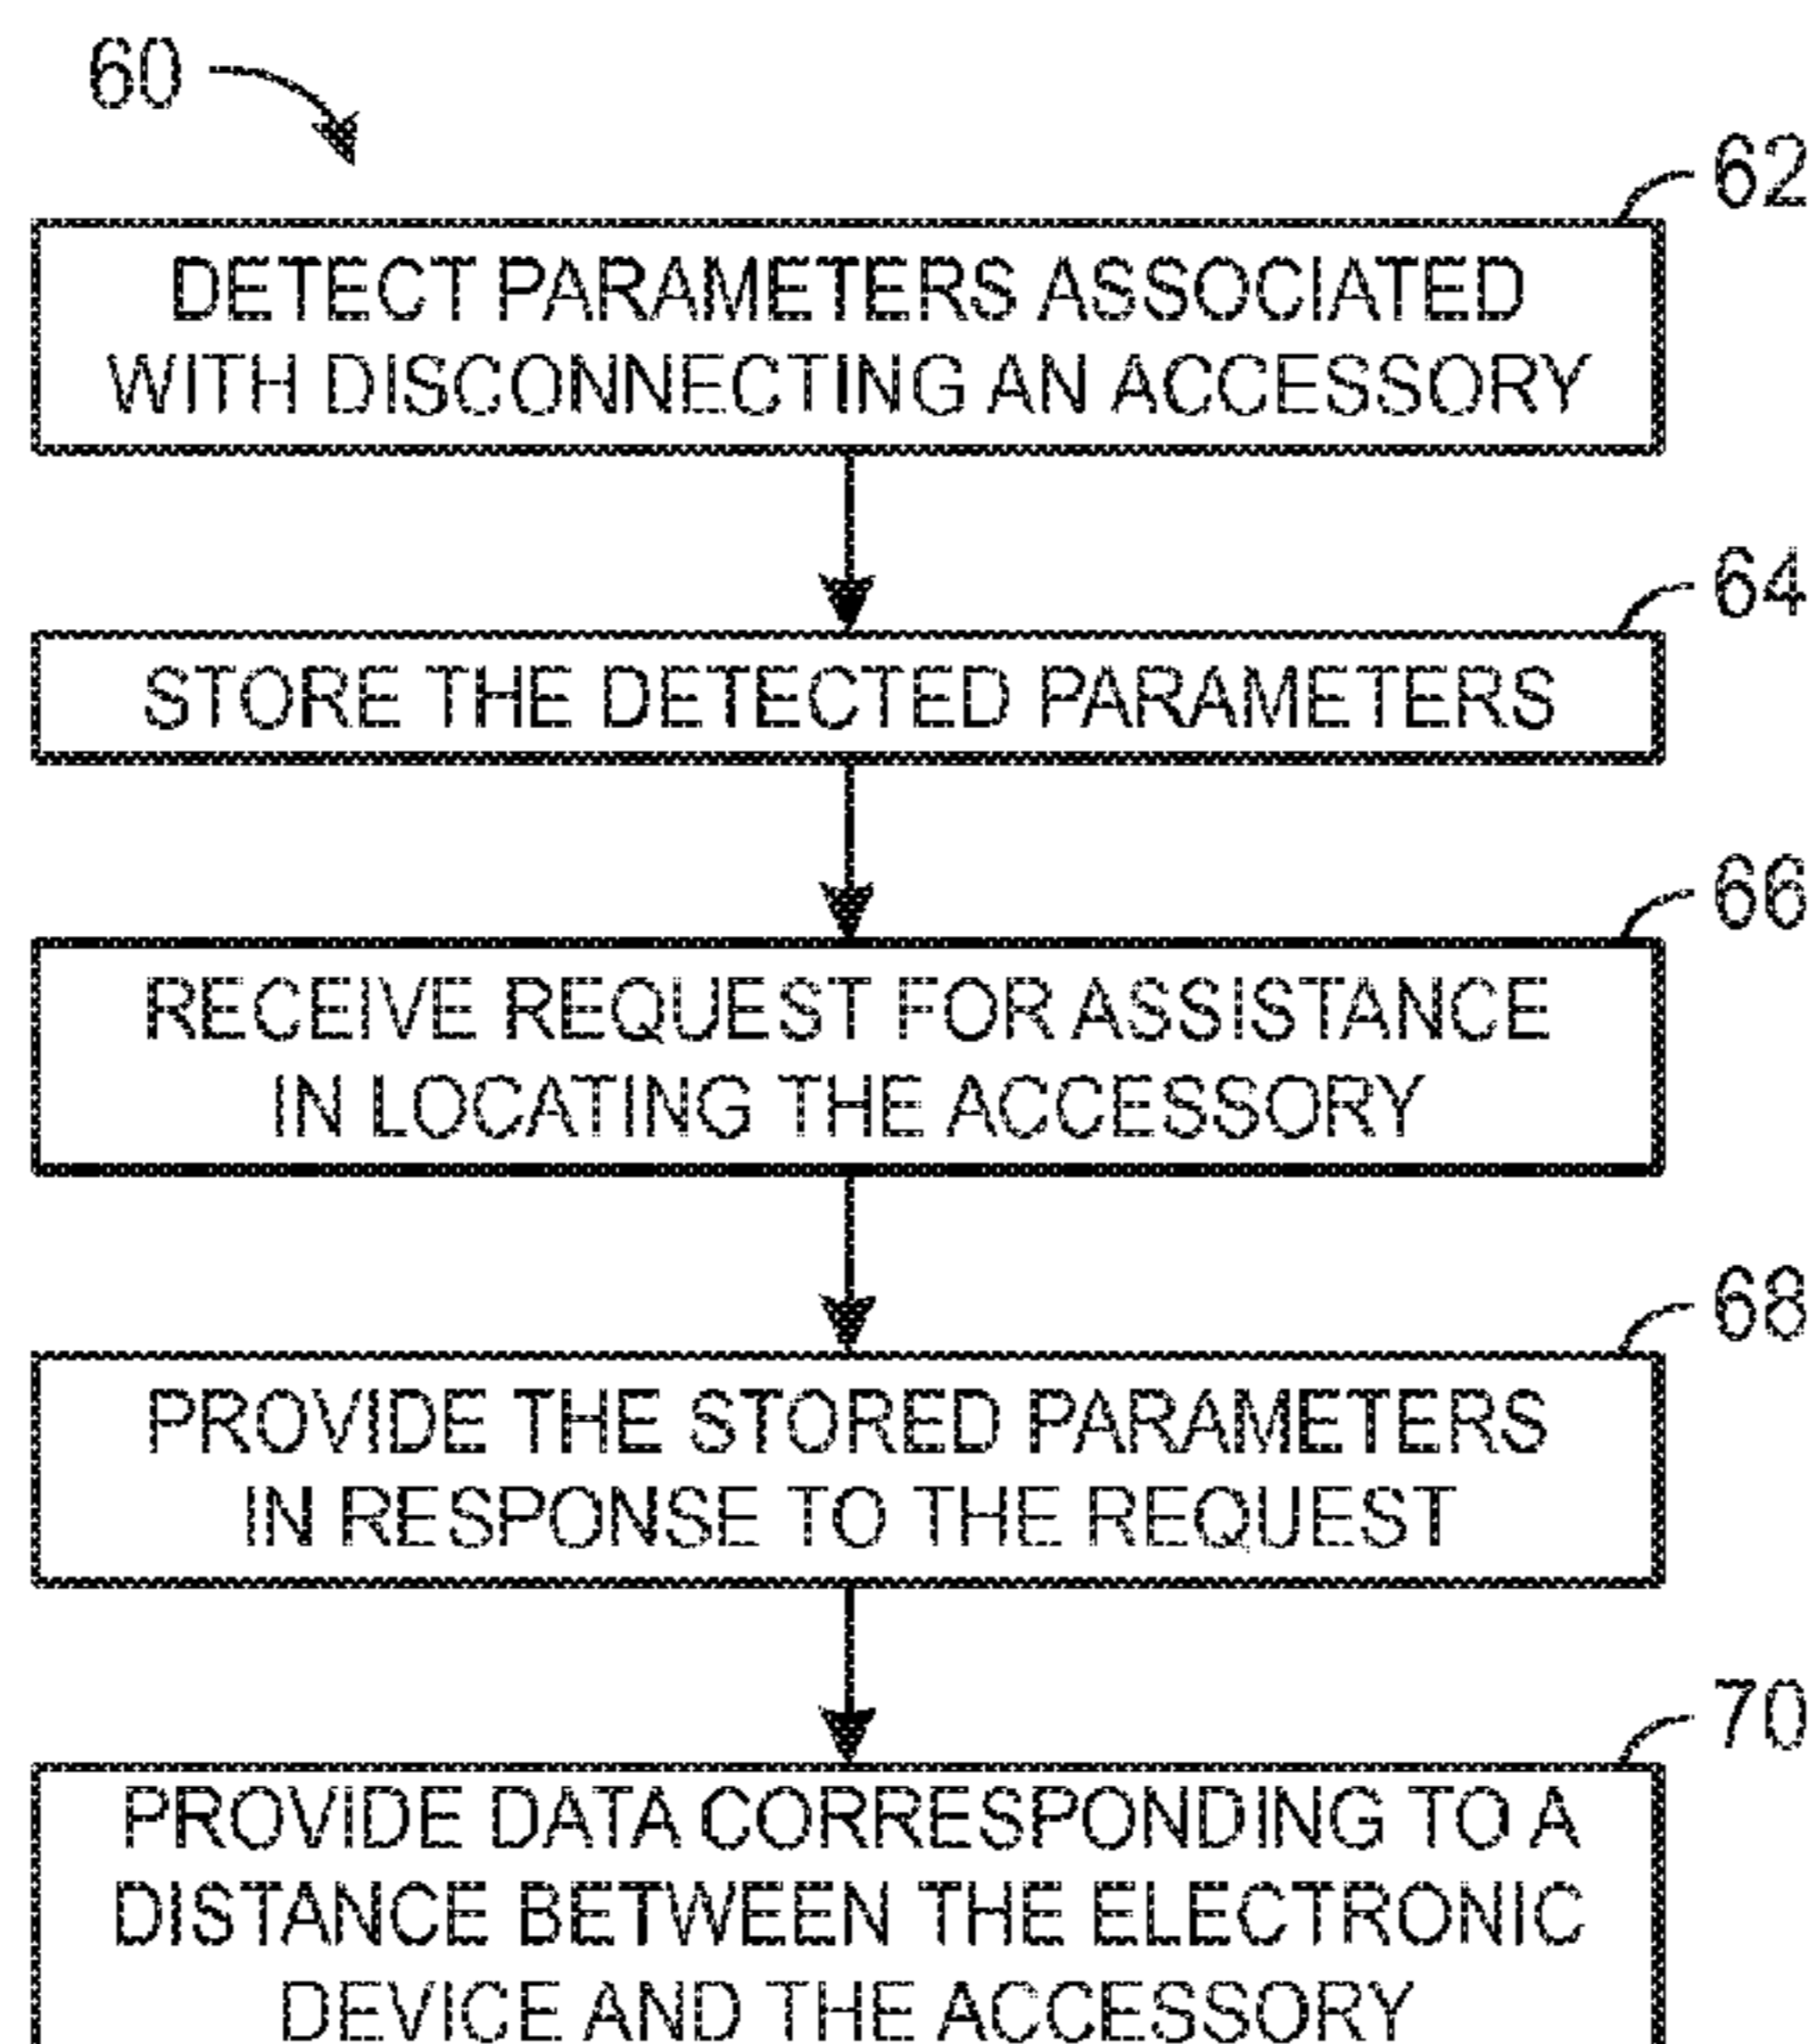 60
62
DETECT PARAMETERS ASSOCIATED
WITH DISCONNECTING AN ACCESSORY
64
STORE THE DETECTED PARAMETERS
66
RECEIVE REQUEST FOR ASSISTANCE
IN LOCATING THE ACCESSORY
68
PROVIDE THE STORED PARAMETERS
IN RESPONSE TO THE REQUEST
70
PROVIDE DATA CORRESPONDING TO A
DISTANCE BETWEEN THE ELECTRONIC
DEVICE AND THE ACCESSORY